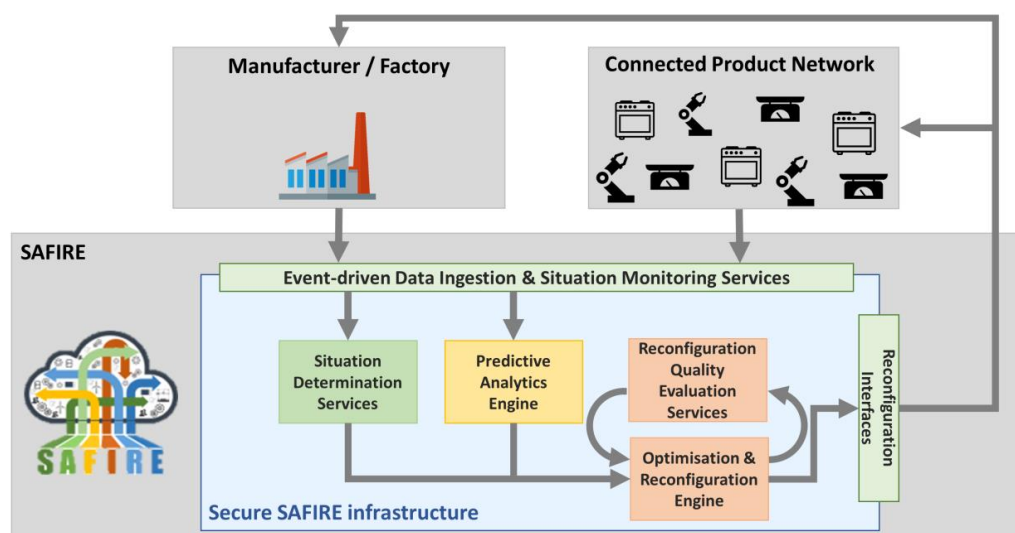 Manufacturer / Factory
Connected Product Network
SAFIRE
Event-driven Data Ingestion & Situation Monitoring Services
Situation
Determination
Services
Predictive
Analytics
Engine
Reconfiguration
Quality
Evaluation
Services
Optimisation &
Reconfiguration
Engine
Reconfiguration
Interfaces
SAFIRE
Secure SAFIRE infrastructure